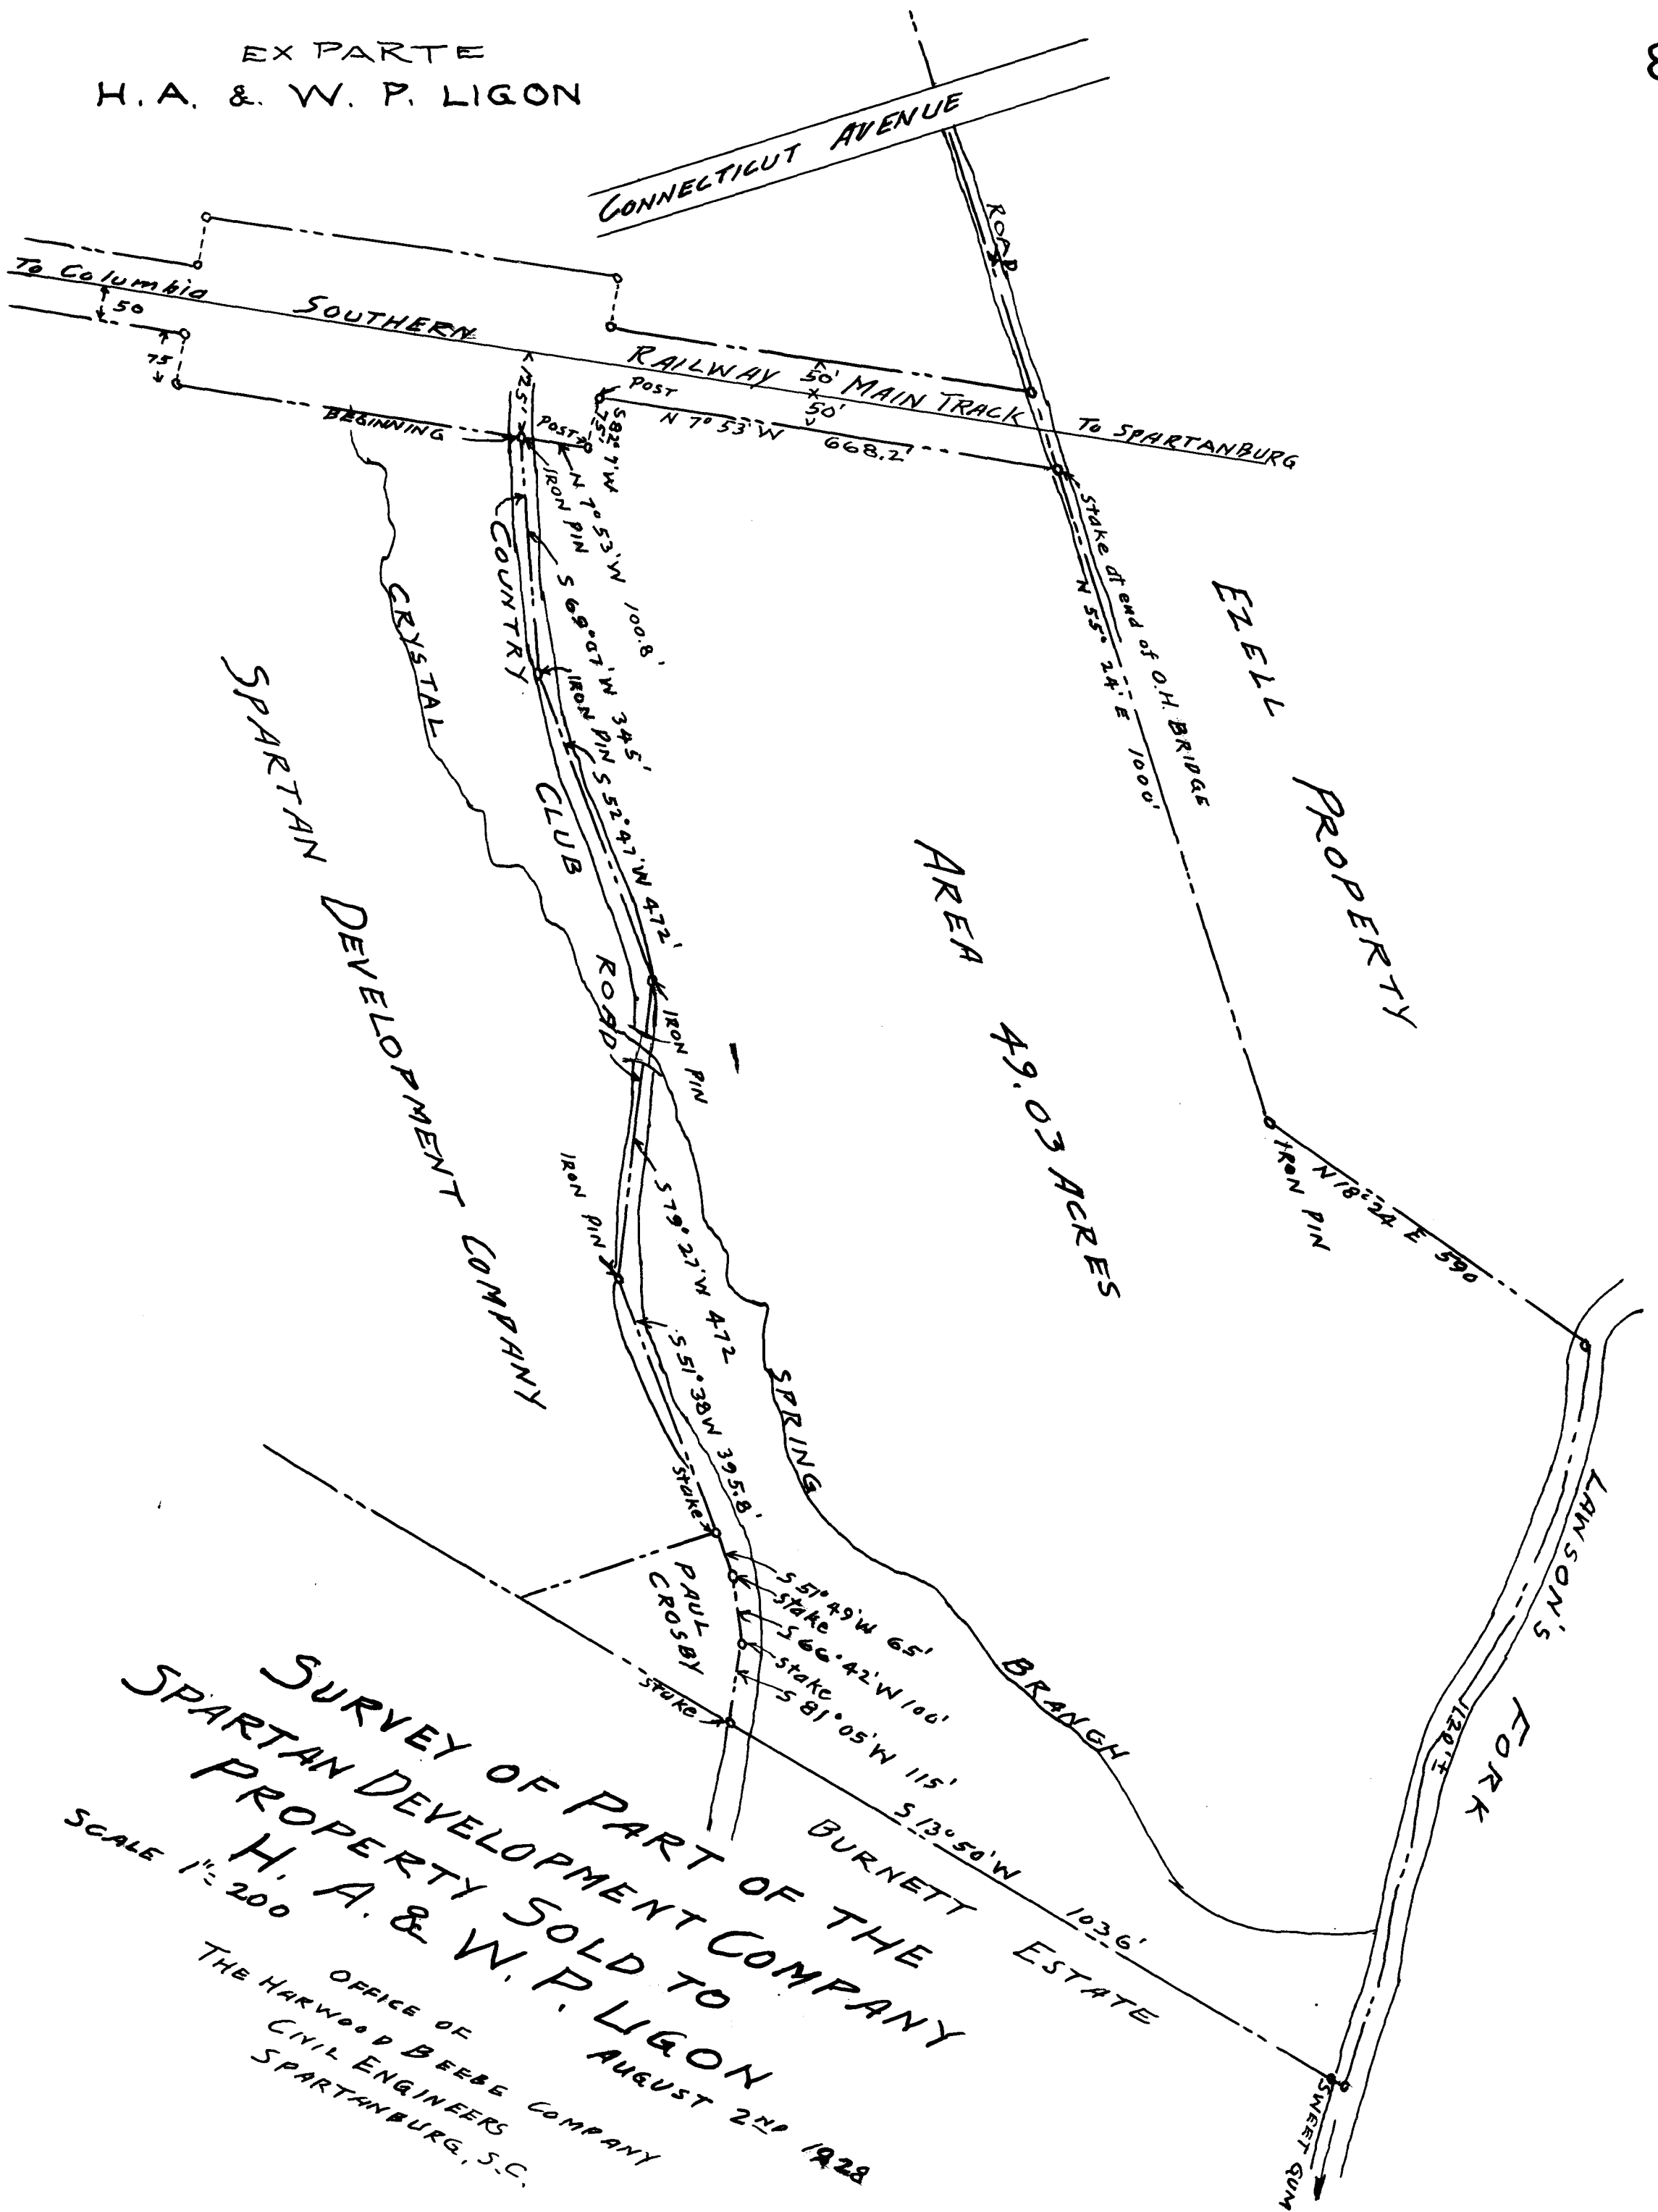 EX PARTE
H. A. & W. P. LIGON
CONNECTICUT AVENUE
ROAD
To Columbia
50
75
SOUTHERN
RAILWAY
MAIN TRACK
50'
50'
To SPARTANBURG
125'
BEGINNING
POST
POST
S 82° 7' W
75'
N 7° 53' W
668.2'
IRON PIN
N 7° 53' W 100.8'
S 68° 07' W 345'
IRON PIN
S 52° 47' W 472'
COUNTRY
CLUB
ROAD
CRYSTAL
SPRING
BRANCH
Stake at end of O.H. BRIDGE
N 55° 24' E 1000'
EZELL PROPERTY
AREA 49.03 ACRES
SPARTAN DEVELOPMENT COMPANY
IRON PIN
IRON PIN
S 79° 27' W 472
IRON PIN
N 18° 24 E 590
S 51° 38 W 395.8'
stake
PAUL
CROSBY
S 51° 49' W 65'
stake
S 66° 42' W 100'
stake
S 81° 05' W 115'
stake
S 13° 50' W 1036'
BURNETT ESTATE
LAWSON'S FORK
1120' ±
SWEET GUM
SURVEY OF PART OF THE
SPARTAN DEVELOPMENT COMPANY
PROPERTY SOLD TO
H. A. & W. P. LIGON
SCALE 1" = 200
AUGUST 2ND 1928
OFFICE OF
THE HARWOOD BEEBE COMPANY
CIVIL ENGINEERS
SPARTANBURG, S.C.